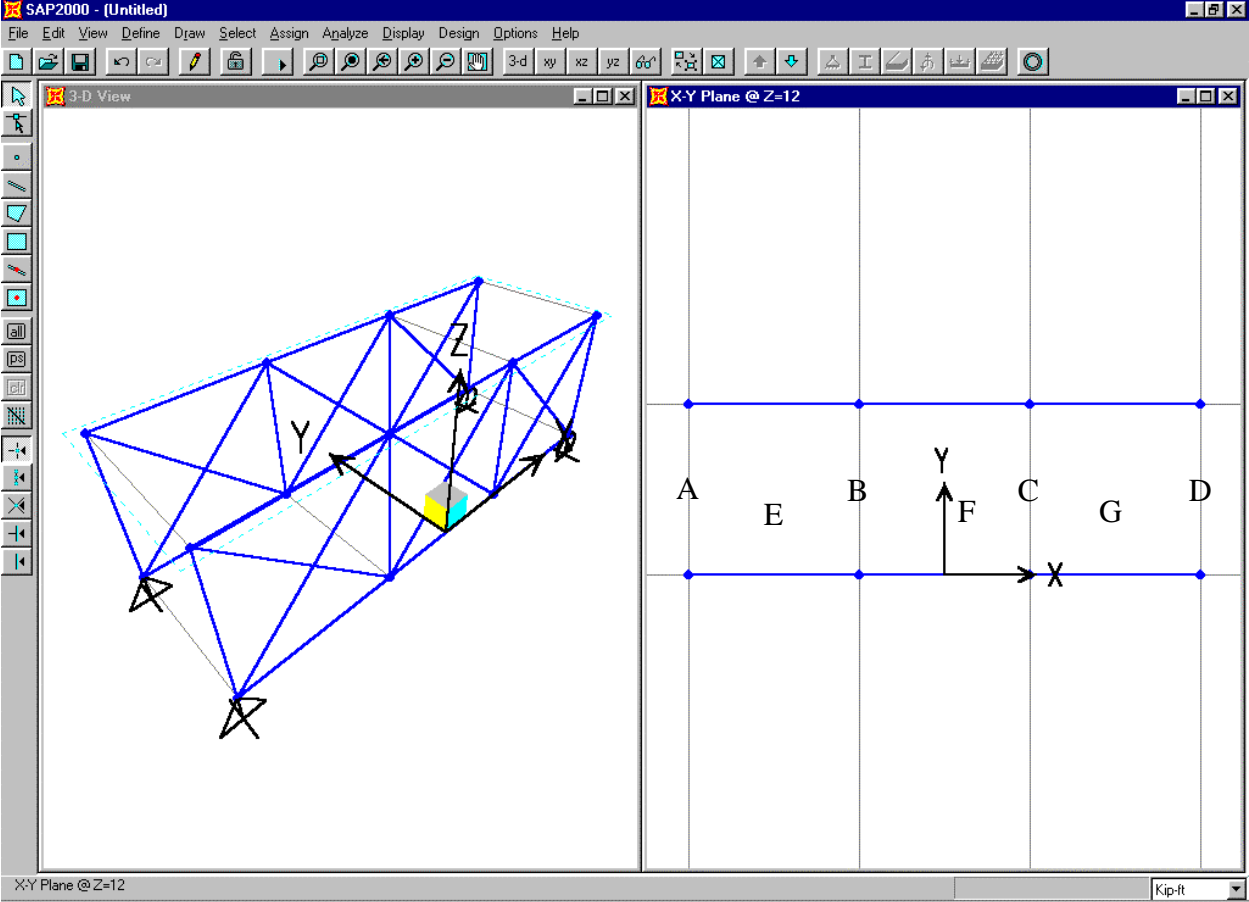 SAP2000 - (Untitled)
File Edit View Define Draw Select Assign Analyze Display Design Options Help
3-d xy xz yz
3-D View
X-Y Plane @ Z=12
all
ps
clr
Z
Y
X
Y
A B C D
E F G
X
X-Y Plane @ Z=12
Kip-ft